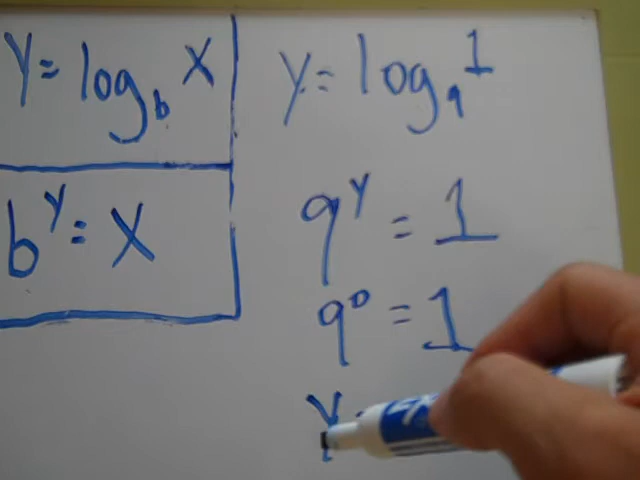 y = log_b x
b^y = x
y = log_9 1
9^y = 1
9^0 = 1
y